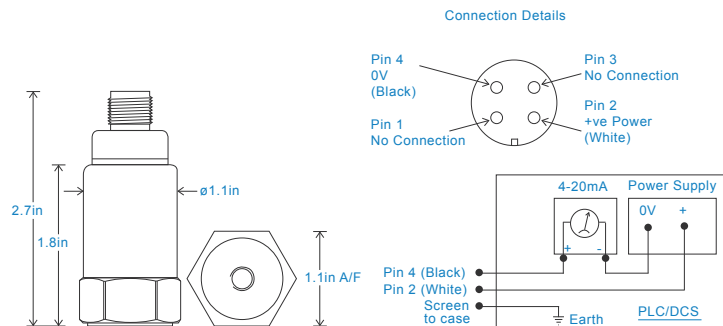 Connection Details
Pin 4
0V
(Black)
Pin 3
No Connection
Pin 1
No Connection
Pin 2
+ve Power
(White)
2.7in
1.8in
ø1.1in
1.1in A/F
4-20mA
Power Supply
0V +
+ -
Pin 4 (Black)
Pin 2 (White)
Screen
to case
Earth
PLC/DCS